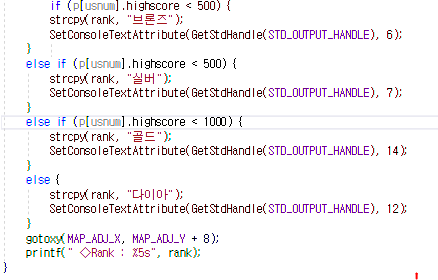 if (p[usnum].highscore < 500) {
strcpy(rank, "브론즈");
SetConsoleTextAttribute(GetStdHandle(STD_OUTPUT_HANDLE), 6);
}
else if (p[usnum].highscore < 500) {
strcpy(rank, "실버");
SetConsoleTextAttribute(GetStdHandle(STD_OUTPUT_HANDLE), 7);
}
else if (p[usnum].highscore < 1000) {
strcpy(rank, "골드");
SetConsoleTextAttribute(GetStdHandle(STD_OUTPUT_HANDLE), 14);
}
else {
strcpy(rank, "다이아");
SetConsoleTextAttribute(GetStdHandle(STD_OUTPUT_HANDLE), 12);
}
gotoxy(MAP_ADJ_X, MAP_ADJ_Y + 8);
printf(" ◇Rank : %5s", rank);
}